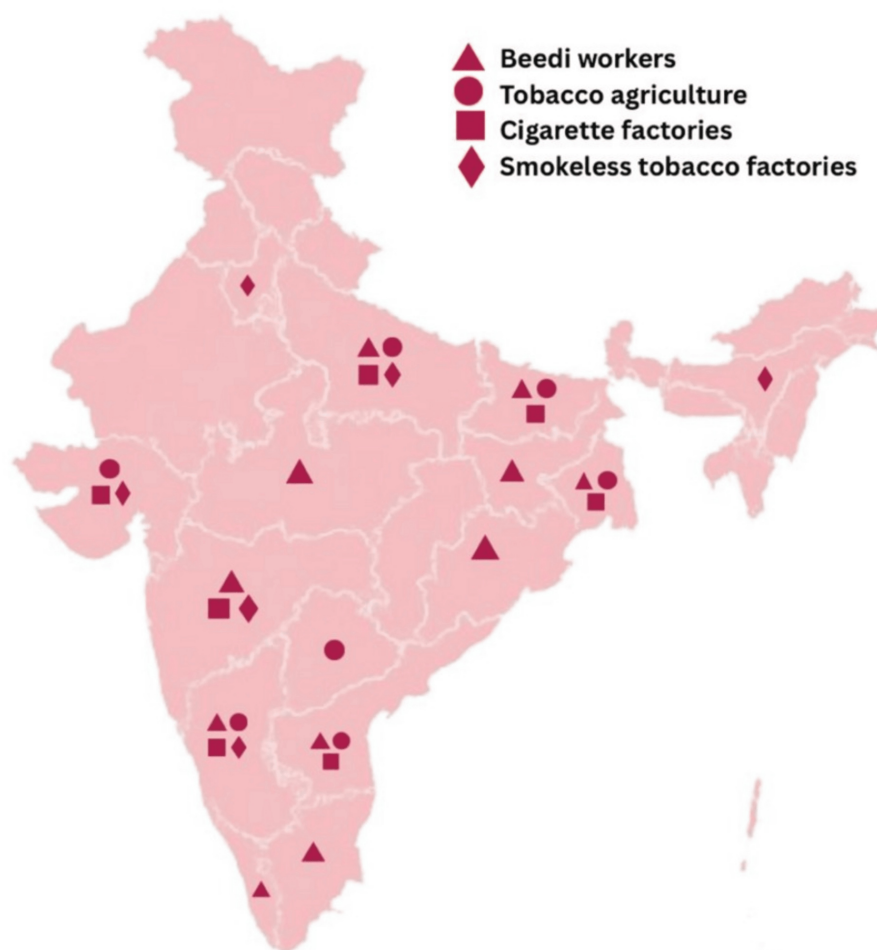 Beedi workers
Tobacco agriculture
Cigarette factories
Smokeless tobacco factories